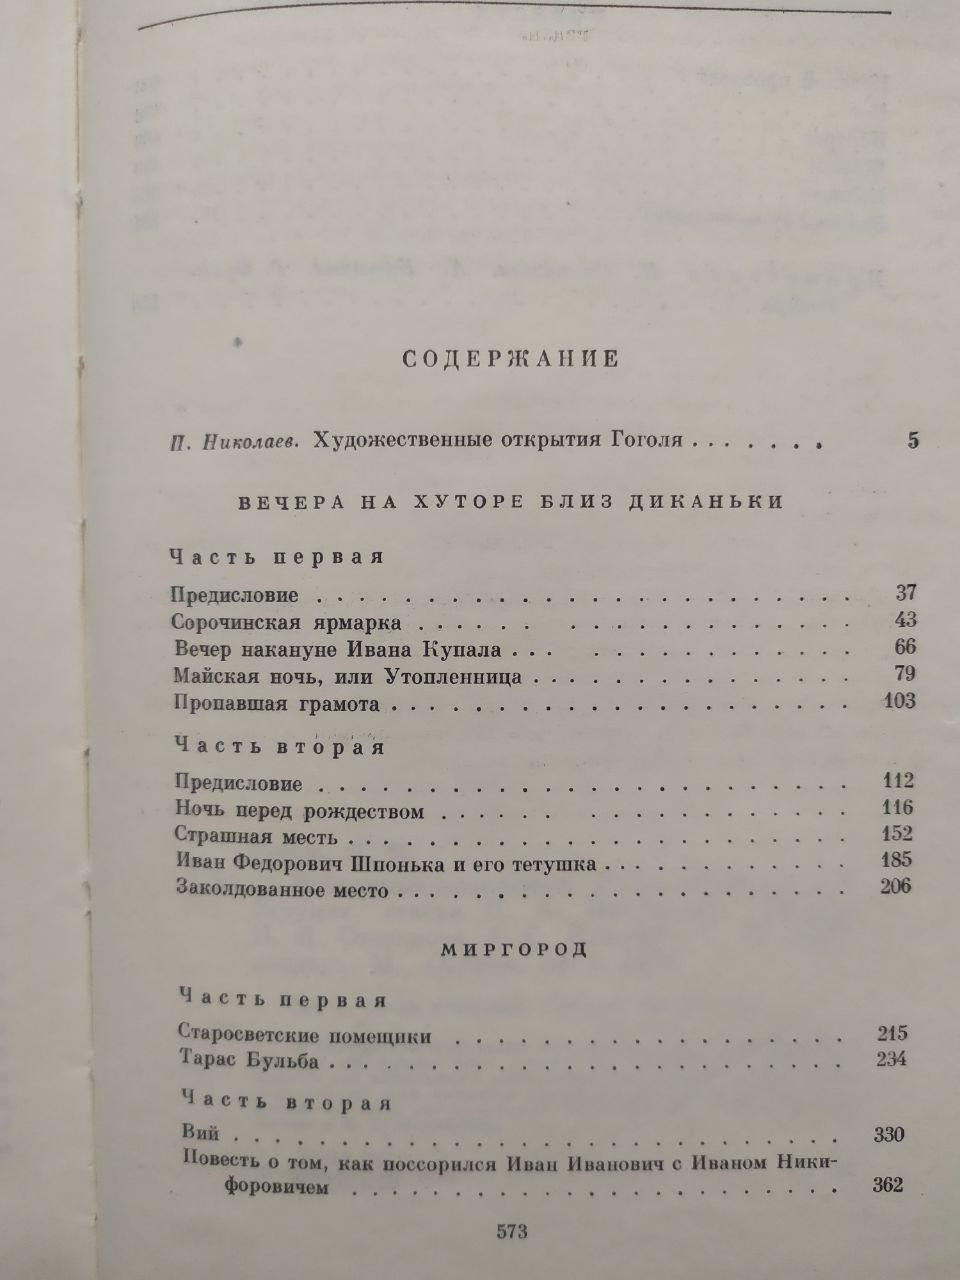 СОДЕРЖАНИЕ
П. Николаев. Художественные открытия Гоголя . . . . . . . 5
ВЕЧЕРА НА ХУТОРЕ БЛИЗ ДИКАНЬКИ
Часть первая
Предисловие . . . . . . . . . . . . . . . . . . . 37
Сорочинская ярмарка . . . . . . . . . . . . . . . . 43
Вечер накануне Ивана Купала . . . . . . . . . . . . 66
Майская ночь, или Утопленница . . . . . . . . . . . . 79
Пропавшая грамота . . . . . . . . . . . . . . . . . 103
Часть вторая
Предисловие . . . . . . . . . . . . . . . . . . . 112
Ночь перед рождеством . . . . . . . . . . . . . . . 116
Страшная месть . . . . . . . . . . . . . . . . . . 152
Иван Федорович Шпонька и его тетушка . . . . . . . . . 185
Заколдованное место . . . . . . . . . . . . . . . . 206
МИРГОРОД
Часть первая
Старосветские помещики . . . . . . . . . . . . . . 215
Тарас Бульба . . . . . . . . . . . . . . . . . . . 234
Часть вторая
Вий . . . . . . . . . . . . . . . . . . . . . . 330
Повесть о том, как поссорился Иван Иванович с Иваном Ники-
форовичем . . . . . . . . . . . . . . . . . . 362
573